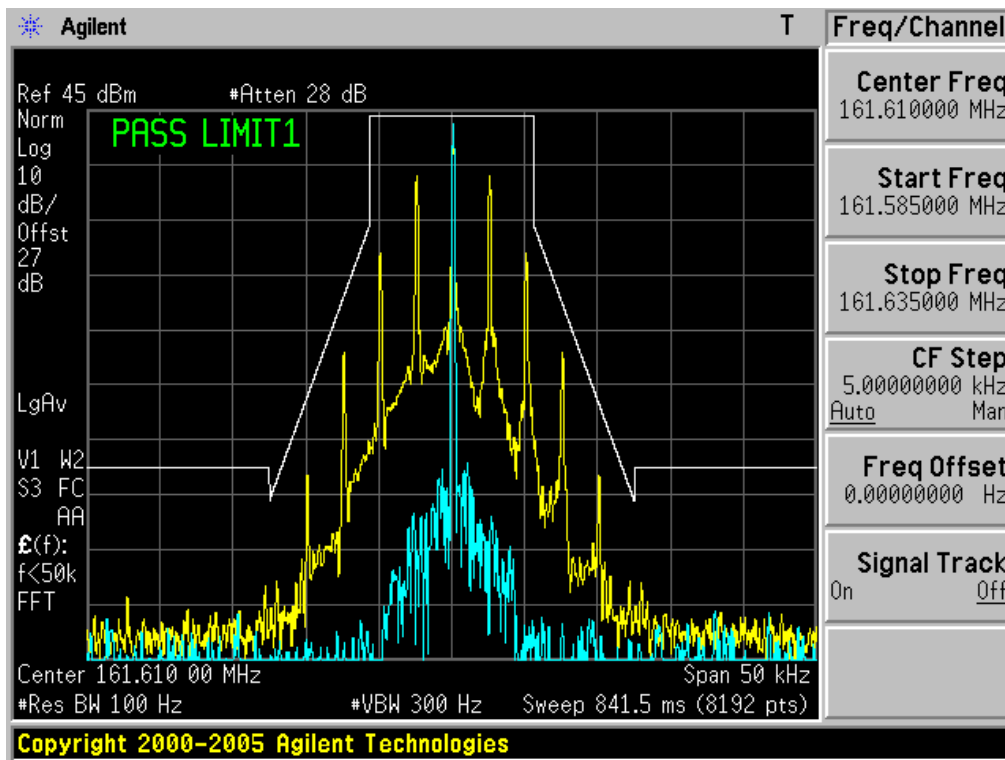 Agilent T
Ref 45 dBm #Atten 28 dB
Norm
Log
10
dB/
Offst
27
dB
PASS LIMIT1
LgAv
V1 W2
S3 FC
AA
£(f):
f<50k
FFT
Center 161.610 00 MHz Span 50 kHz
#Res BW 100 Hz #VBW 300 Hz Sweep 841.5 ms (8192 pts)
Copyright 2000-2005 Agilent Technologies
Freq/Channel
Center Freq
161.610000 MHz
Start Freq
161.585000 MHz
Stop Freq
161.635000 MHz
CF Step
5.00000000 kHz
Auto Man
Freq Offset
0.00000000 Hz
Signal Track
On Off